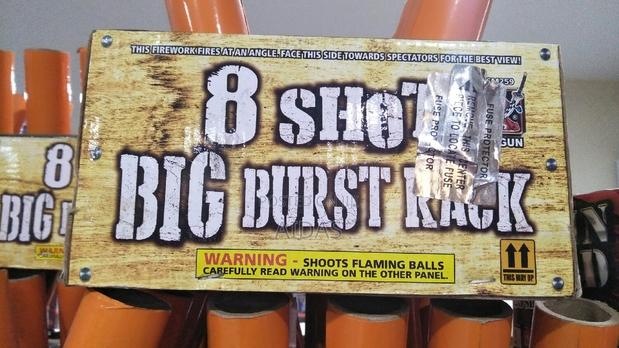 THIS FIREWORK FIRES AT AN ANGLE. FACE THIS SIDE TOWARDS SPECTATORS FOR THE BEST VIEW!
8 SHOT
BIG BURST RACK
WARNING - SHOOTS FLAMING BALLS
CAREFULLY READ WARNING ON THE OTHER PANEL.
THIS WAY UP
GUN
FUSE PROTECTOR
8
BIG